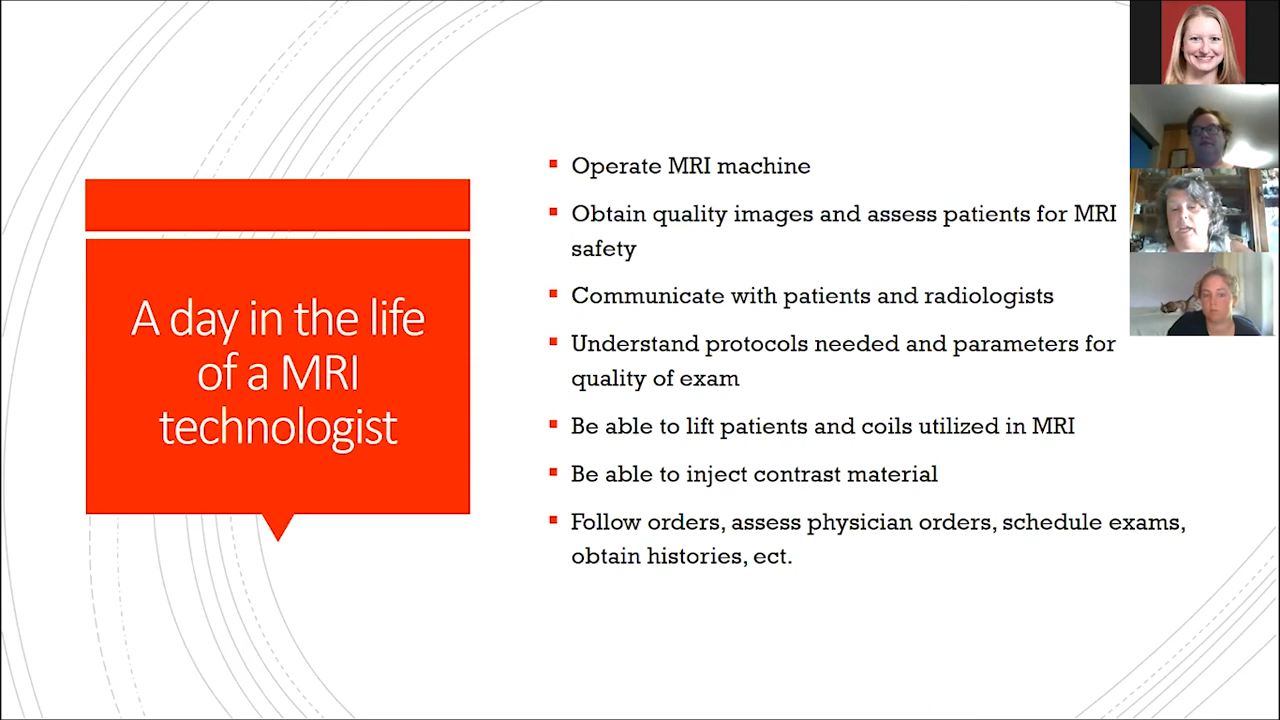 A day in the life
of a MRI
technologist
Operate MRI machine
Obtain quality images and assess patients for MRI
safety
Communicate with patients and radiologists
Understand protocols needed and parameters for
quality of exam
Be able to lift patients and coils utilized in MRI
Be able to inject contrast material
Follow orders, assess physician orders, schedule exams,
obtain histories, ect.